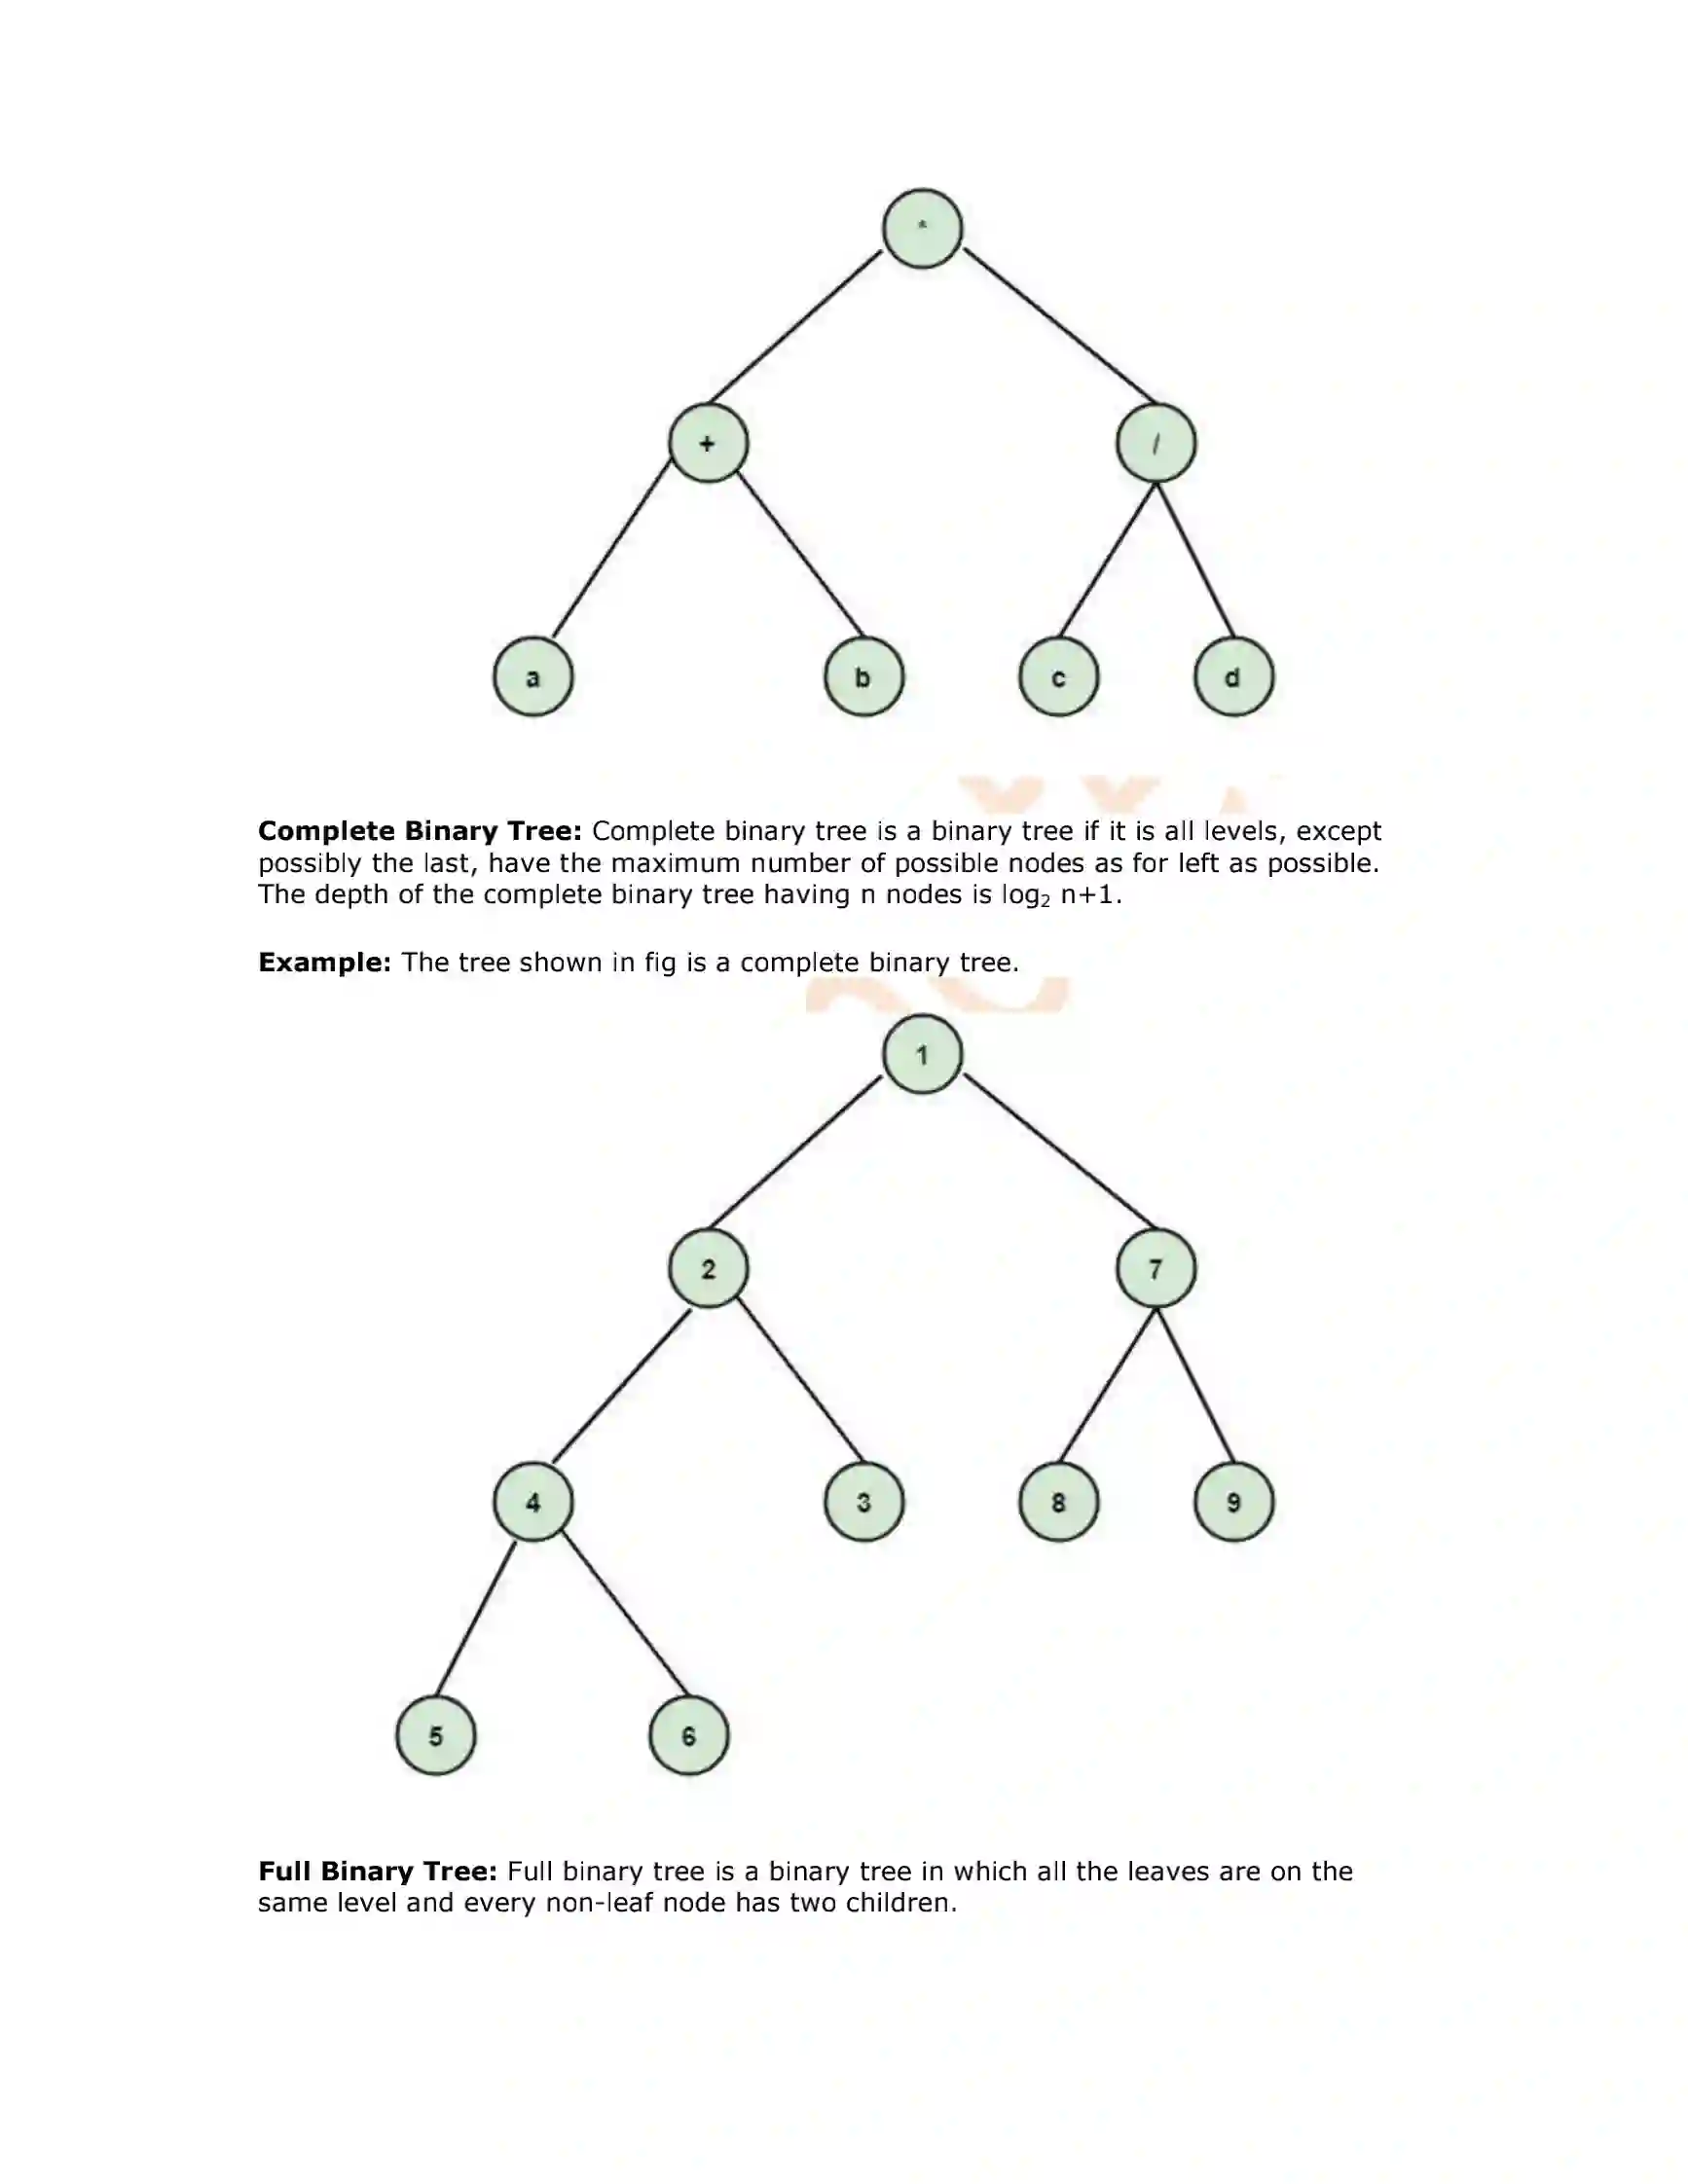 *
+
/
a
b
c
d
Complete Binary Tree: Complete binary tree is a binary tree if it is all levels, except
possibly the last, have the maximum number of possible nodes as for left as possible.
The depth of the complete binary tree having n nodes is log₂ n+1.
Example: The tree shown in fig is a complete binary tree.
1
2
7
4
3
8
9
5
6
Full Binary Tree: Full binary tree is a binary tree in which all the leaves are on the
same level and every non-leaf node has two children.